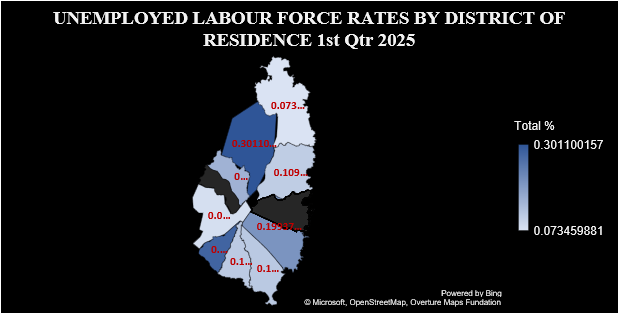 UNEMPLOYED LABOUR FORCE RATES BY DISTRICT OF
RESIDENCE 1st Qtr 2025
0.073...
0.30110...
0.109...
0...
0.0...
0.19937...
0...
0.1...
0.1...
Total %
0.301100157
0.073459881
Powered by Bing
© Microsoft, OpenStreetMap, Overture Maps Fundation